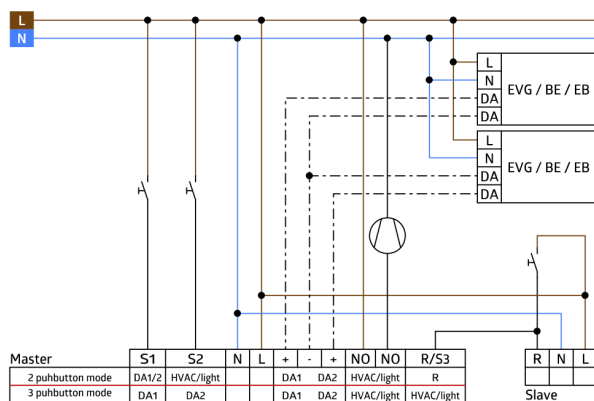 L
N
L
N
DA
DA
EVG / BE / EB
L
N
DA
DA
EVG / BE / EB
Master S1 S2 N L + - + NO NO R/S3
2 puhbutton mode DA1/2 HVAC/light DA1 DA2 HVAC/light R
3 puhbutton mode DA1 DA2 DA1 DA2 HVAC/light HVAC/light
R N L
Slave